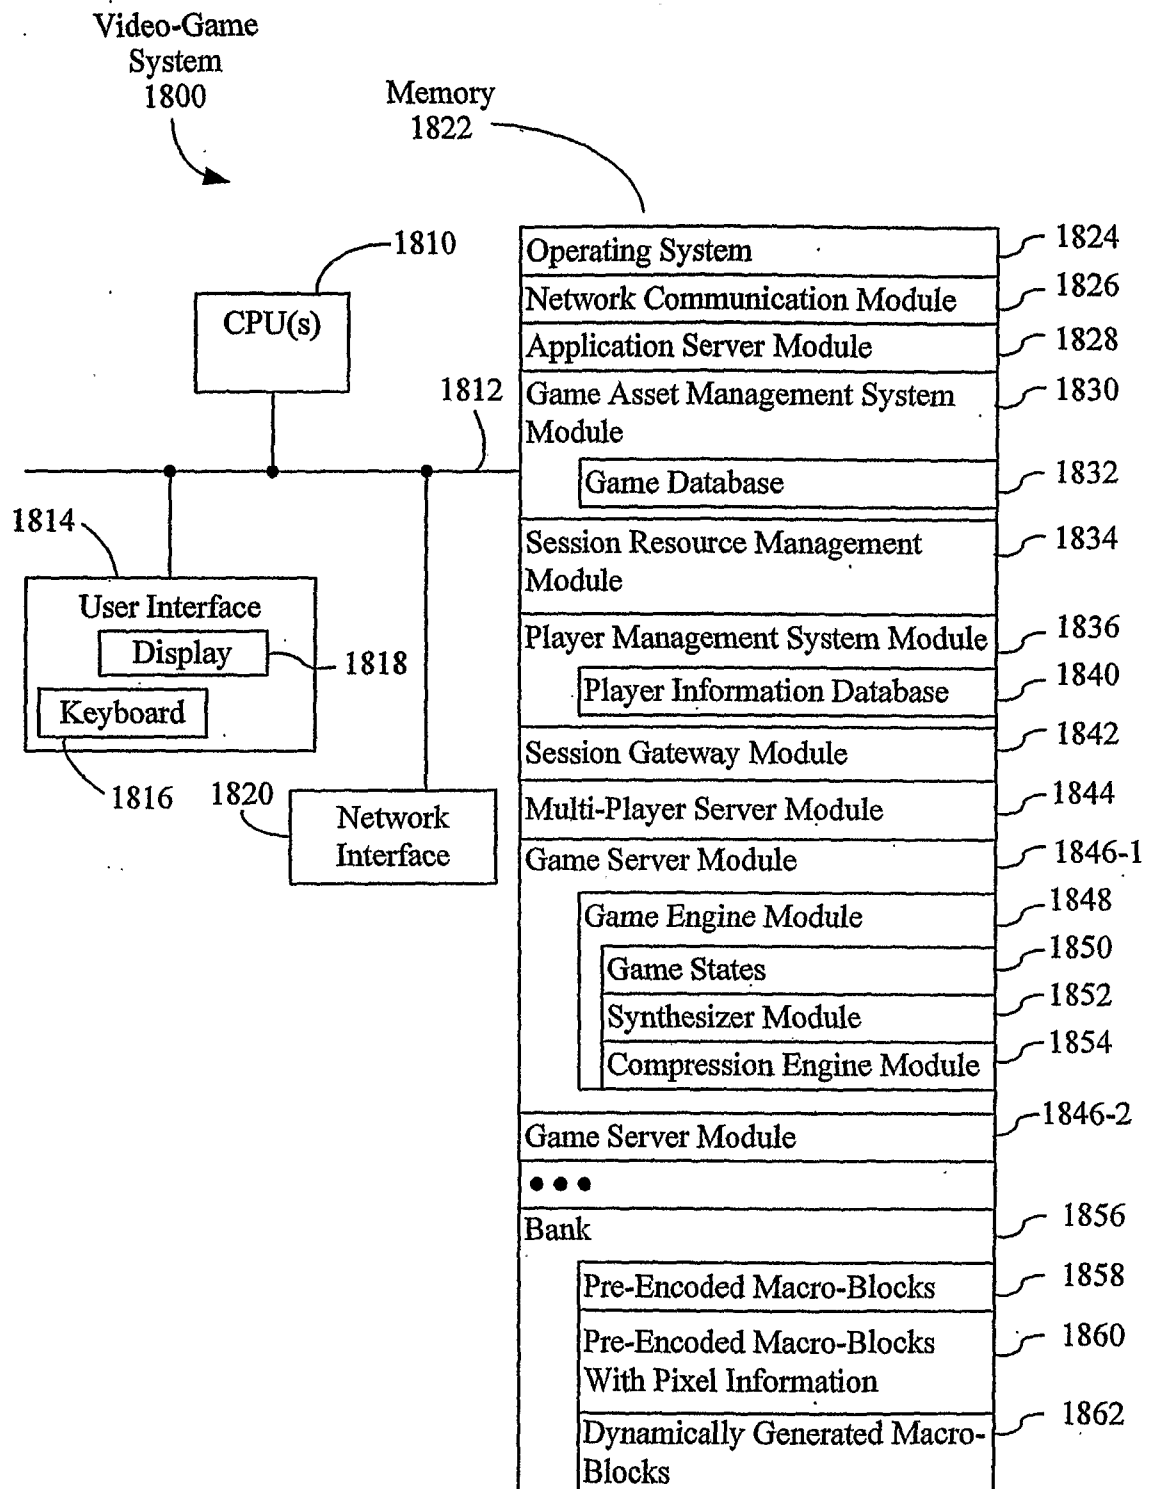 Video-Game
System
1800
Memory
1822
1810
CPU(s)
1812
1814
User Interface
Display
1818
Keyboard
1816
1820
Network
Interface
Operating System
1824
Network Communication Module
1826
Application Server Module
1828
Game Asset Management System
Module
1830
Game Database
1832
Session Resource Management
Module
1834
Player Management System Module
1836
Player Information Database
1840
Session Gateway Module
1842
Multi-Player Server Module
1844
Game Server Module
1846-1
Game Engine Module
1848
Game States
1850
Synthesizer Module
1852
Compression Engine Module
1854
Game Server Module
1846-2
Bank
1856
Pre-Encoded Macro-Blocks
1858
Pre-Encoded Macro-Blocks
With Pixel Information
1860
Dynamically Generated Macro-
Blocks
1862